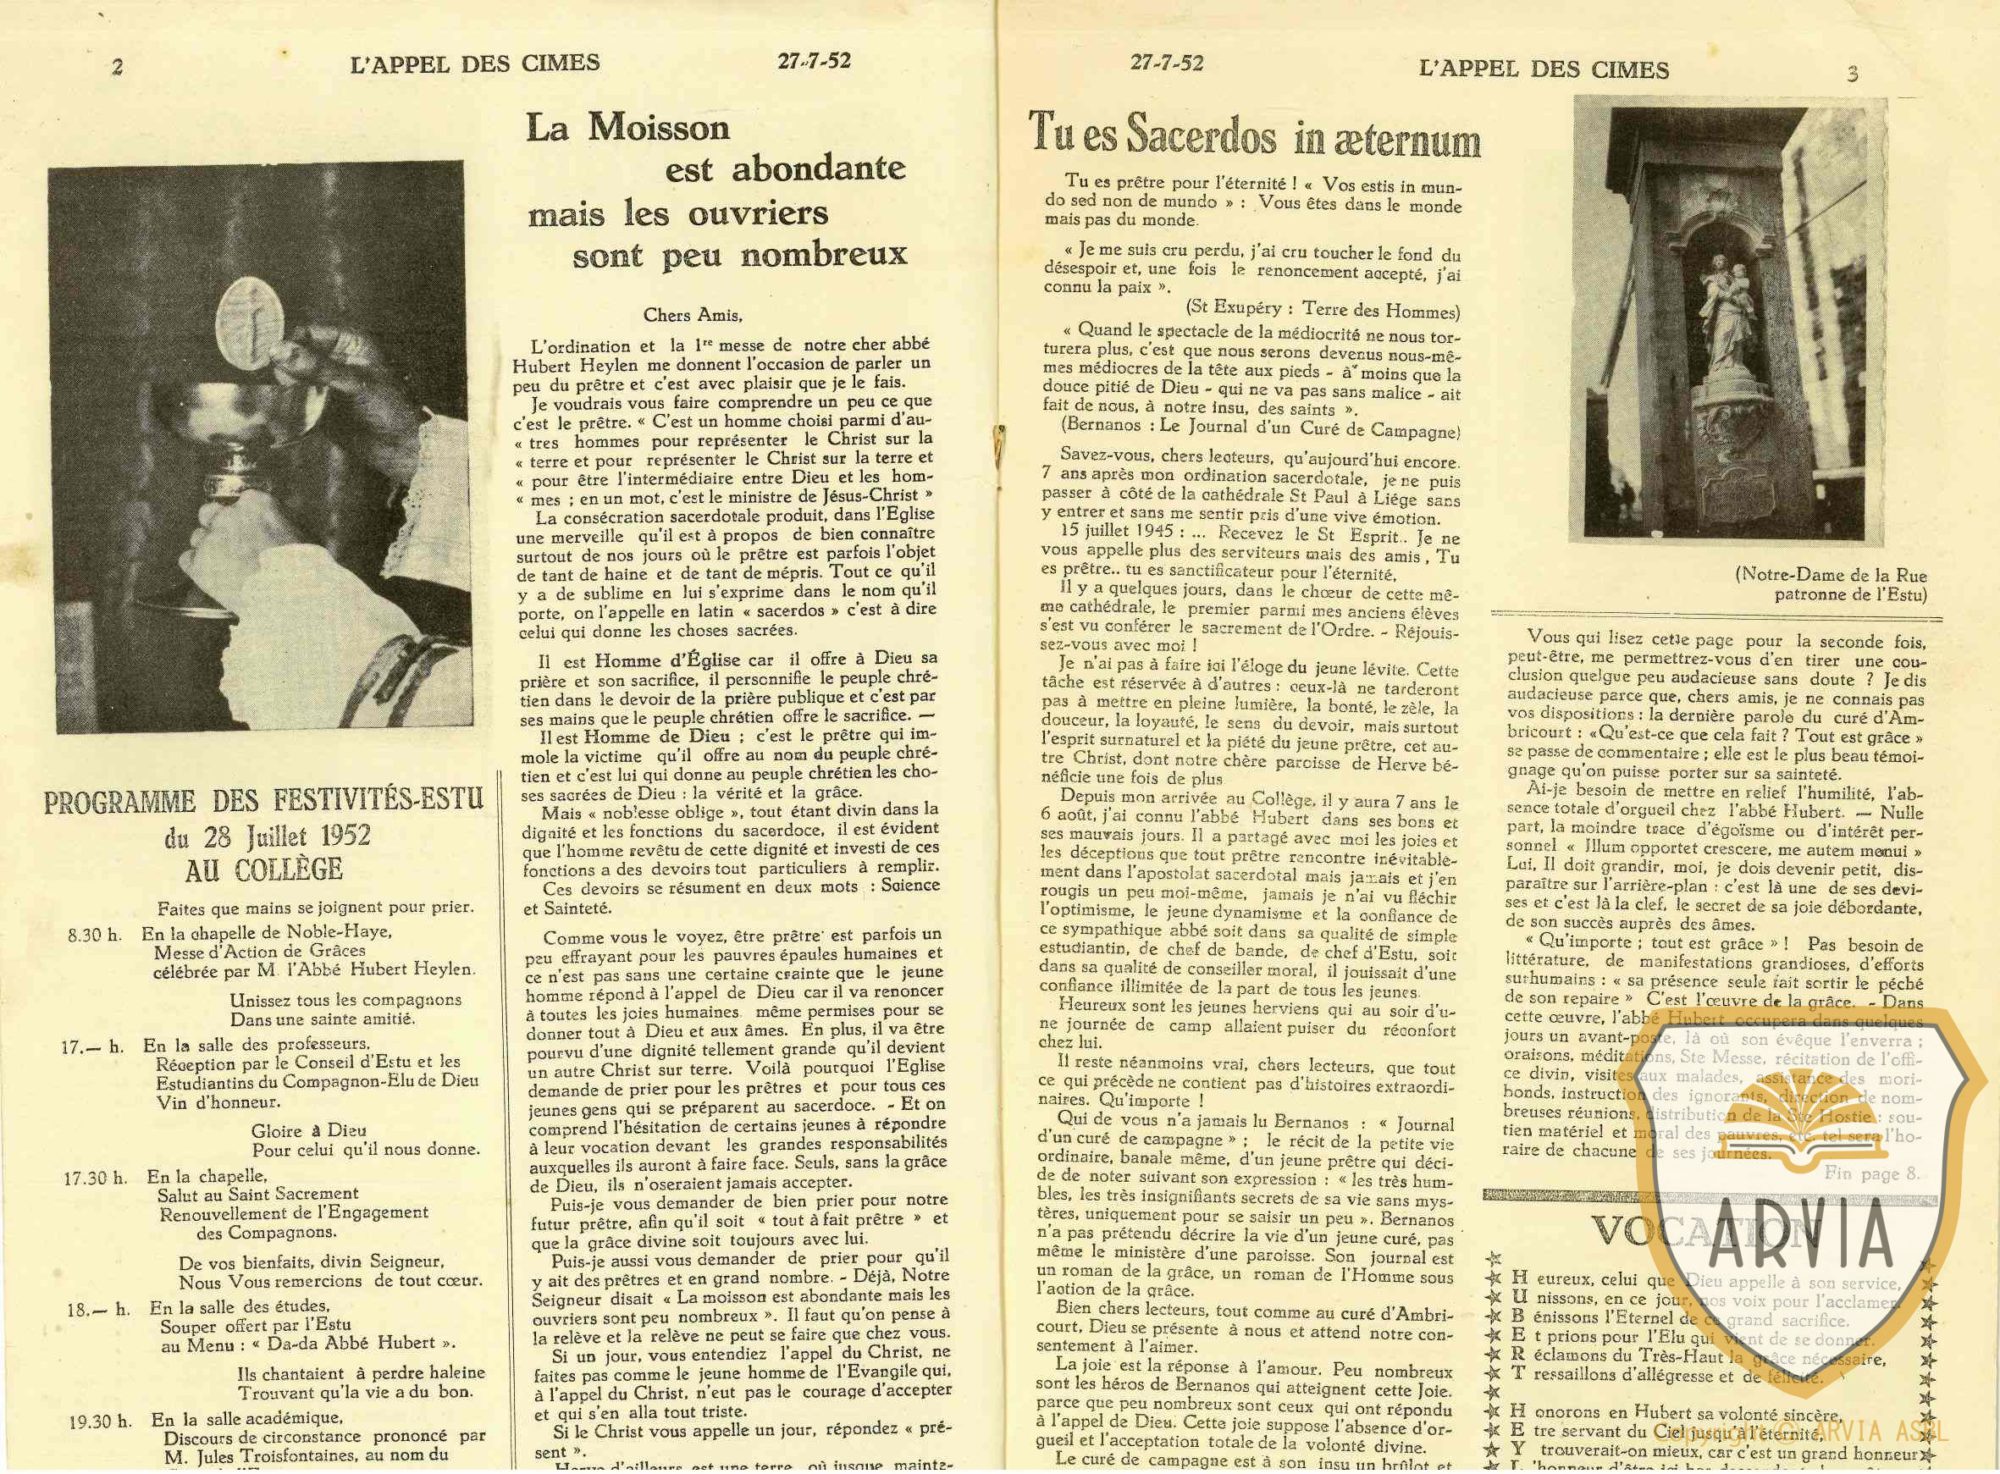 2
L'APPEL DES CIMES
27-7-52
PROGRAMME DES FESTIVITÉS-ESTU
du 28 Juillet 1952
AU COLLÈGE
Faites que mains se joignent pour prier.
8.30 h. En la chapelle de Noble-Haye,
Messe d'Action de Grâces
célébrée par M. l'Abbé Hubert Heylen.
Unissez tous les compagnons
Dans une sainte amitié.
17.— h. En la salle des professeurs,
Réception par le Conseil d'Estu et les
Estudiantins du Compagnon-Elu de Dieu
Vin d'honneur.
Gloire à Dieu
Pour celui qu'il nous donne.
17.30 h. En la chapelle,
Salut au Saint Sacrement
Renouvellement de l'Engagement
des Compagnons.
De vos bienfaits, divin Seigneur,
Nous Vous remercions de tout cœur.
18.— h. En la salle des études,
Souper offert par l'Estu
au Menu : « Da-da Abbé Hubert ».
Ils chantaient à perdre haleine
Trouvant qu'la vie a du bon.
19.30 h. En la salle académique,
Discours de circonstance prononcé par
M. Jules Troisfontaines, au nom du
La Moisson
est abondante
mais les ouvriers
sont peu nombreux
Chers Amis,
L'ordination et la 1re messe de notre cher abbé
Hubert Heylen me donnent l'occasion de parler un
peu du prêtre et c'est avec plaisir que je le fais.
Je voudrais vous faire comprendre un peu ce que
c'est le prêtre. « C'est un homme choisi parmi d'au-
« tres hommes pour représenter le Christ sur la
« terre et pour représenter le Christ sur la terre et
« pour être l'intermédiaire entre Dieu et les hom-
« mes ; en un mot, c'est le ministre de Jésus-Christ »
La consécration sacerdotale produit, dans l'Eglise
une merveille qu'il est à propos de bien connaître
surtout de nos jours où le prêtre est parfois l'objet
de tant de haine et de tant de mépris. Tout ce qu'il
y a de sublime en lui s'exprime dans le nom qu'il
porte, on l'appelle en latin « sacerdos » c'est à dire
celui qui donne les choses sacrées.
Il est Homme d'Église car il offre à Dieu sa
prière et son sacrifice, il personnifie le peuple chré-
tien dans le devoir de la prière publique et c'est par
ses mains que le peuple chrétien offre le sacrifice. —
Il est Homme de Dieu : c'est le prêtre qui im-
mole la victime qu'il offre au nom du peuple chré-
tien et c'est lui qui donne au peuple chrétien les cho-
ses sacrées de Dieu : la vérité et la grâce.
Mais « noblesse oblige », tout étant divin dans la
dignité et les fonctions du sacerdoce, il est évident
que l'homme revêtu de cette dignité et investi de ces
fonctions a des devoirs tout particuliers à remplir.
Ces devoirs se résument en deux mots : Science
et Sainteté.
Comme vous le voyez, être prêtre est parfois un
peu effrayant pour les pauvres épaules humaines et
ce n'est pas sans une certaine crainte que le jeune
homme répond à l'appel de Dieu car il va renoncer
à toutes les joies humaines même permises pour se
donner tout à Dieu et aux âmes. En plus, il va être
pourvu d'une dignité tellement grande qu'il devient
un autre Christ sur terre. Voilà pourquoi l'Eglise
demande de prier pour les prêtres et pour tous ces
jeunes gens qui se préparent au sacerdoce. - Et on
comprend l'hésitation de certains jeunes à répondre
à leur vocation devant les grandes responsabilités
auxquelles ils auront à faire face. Seuls, sans la grâce
de Dieu, ils n'oseraient jamais accepter.
Puis-je vous demander de bien prier pour notre
futur prêtre, afin qu'il soit « tout à fait prêtre » et
que la grâce divine soit toujours avec lui.
Puis-je aussi vous demander de prier pour qu'il
y ait des prêtres et en grand nombre. - Déjà, Notre
Seigneur disait « La moisson est abondante mais les
ouvriers sont peu nombreux ». Il faut qu'on pense à
la relève et la relève ne peut se faire que chez vous.
Si un jour, vous entendiez l'appel du Christ, ne
faites pas comme le jeune homme de l'Evangile qui,
à l'appel du Christ, n'eut pas le courage d'accepter
et qui s'en alla tout triste.
Si le Christ vous appelle un jour, répondez « pré-
sent ».
Herve d'ailleurs est une terre où jusque mainte-
27-7-52
L'APPEL DES CIMES
3
Tu es Sacerdos in æternum
Tu es prêtre pour l'éternité ! « Vos estis in mun-
do sed non de mundo » : Vous êtes dans le monde
mais pas du monde.
« Je me suis cru perdu, j'ai cru toucher le fond du
désespoir et, une fois le renoncement accepté, j'ai
connu la paix ».
(St Exupéry : Terre des Hommes)
« Quand le spectacle de la médiocrité ne nous tor-
turera plus, c'est que nous serons devenus nous-mê-
mes médiocres de la tête aux pieds - à moins que la
douce pitié de Dieu - qui ne va pas sans malice - ait
fait de nous, à notre insu, des saints ».
(Bernanos : Le Journal d'un Curé de Campagne)
Savez-vous, chers lecteurs, qu'aujourd'hui encore.
7 ans après mon ordination sacerdotale, je ne puis
passer à côté de la cathédrale St Paul à Liége sans
y entrer et sans me sentir pris d'une vive émotion.
15 juillet 1945 : ... Recevez le St Esprit.. Je ne
vous appelle plus des serviteurs mais des amis, Tu
es prêtre.. tu es sanctificateur pour l'éternité,
Il y a quelques jours, dans le chœur de cette mê-
me cathédrale, le premier parmi mes anciens élèves
s'est vu conférer le sacrement de l'Ordre. - Réjouis-
sez-vous avec moi !
Je n'ai pas à faire ici l'éloge du jeune lévite. Cette
tâche est réservée à d'autres : ceux-là ne tarderont
pas à mettre en pleine lumière, la bonté, le zèle, la
douceur, la loyauté, le sens du devoir, mais surtout
l'esprit surnaturel et la piété du jeune prêtre, cet au-
tre Christ, dont notre chère paroisse de Herve bé-
néficie une fois de plus
Depuis mon arrivée au Collège, il y aura 7 ans le
6 août, j'ai connu l'abbé Hubert dans ses bons et
ses mauvais jours. Il a partagé avec moi les joies et
les déceptions que tout prêtre rencontre inévitable-
ment dans l'apostolat sacerdotal mais jamais et j'en
rougis un peu moi-même, jamais je n'ai vu fléchir
l'optimisme, le jeune dynamisme et la confiance de
ce sympathique abbé soit dans sa qualité de simple
estudiantin, de chef de bande, de chef d'Estu, soit
dans sa qualité de conseiller moral, il jouissait d'une
confiance illimitée de la part de tous les jeunes.
Heureux sont les jeunes herviens qui au soir d'u-
ne journée de camp allaient puiser du réconfort
chez lui.
Il reste néanmoins vrai, chers lecteurs, que tout
ce qui précède ne contient pas d'histoires extraordi-
naires. Qu'importe !
Qui de vous n'a jamais lu Bernanos : « Journal
d'un curé de campagne » ; le récit de la petite vie
ordinaire, banale même, d'un jeune prêtre qui déci-
de de noter suivant son expression : « les très hum-
bles, les très insignifiants secrets de sa vie sans mys-
tères, uniquement pour se saisir un peu ». Bernanos
n'a pas prétendu décrire la vie d'un jeune curé, pas
même le ministère d'une paroisse. Son journal est
un roman de la grâce, un roman de l'Homme sous
l'action de la grâce.
Bien chers lecteurs, tout comme au curé d'Ambri-
court, Dieu se présente à nous et attend notre con-
sentement à l'aimer.
La joie est la réponse à l'amour. Peu nombreux
sont les héros de Bernanos qui atteignent cette Joie.
parce que peu nombreux sont ceux qui ont répondu
à l'appel de Dieu. Cette joie suppose l'absence d'or-
gueil et l'acceptation totale de la volonté divine.
Le curé de campagne est à son insu un brûlot et
(Notre-Dame de la Rue
patronne de l'Estu)
Vous qui lisez cette page pour la seconde fois,
peut-être, me permettrez-vous d'en tirer une cou-
clusion quelgue peu audacieuse sans doute ? Je dis
audacieuse parce que, chers amis, je ne connais pas
vos dispositions : la dernière parole du curé d'Am-
bricourt : «Qu'est-ce que cela fait ? Tout est grâce »
se passe de commentaire ; elle est le plus beau témoi-
gnage qu'on puisse porter sur sa sainteté.
Ai-je besoin de mettre en relief l'humilité, l'ab-
sence totale d'orgueil chez l'abbé Hubert. — Nulle
part, la moindre trace d'égoïsme ou d'intérêt per-
sonnel « Illum opportet crescere, me autem menui »
Lui, Il doit grandir, moi, je dois devenir petit, dis-
paraître sur l'arrière-plan : c'est là une de ses devi-
ses et c'est là la clef, le secret de sa joie débordante,
de son succès auprès des âmes.
« Qu'importe ; tout est grâce » ! Pas besoin de
littérature, de manifestations grandioses, d'efforts
surhumains : « sa présence seule fait sortir le péché
de son repaire » C'est l'œuvre de la grâce. - Dans
cette œuvre, l'abbé Hubert occupera dans quelques
jours un avant-poste, là où son évêque l'enverra ;
oraisons, méditations, Ste Messe, récitation de l'offi-
ce divin, visites aux malades, assistance des mori-
bonds, instruction des ignorants, direction de nom-
breuses réunions, distribution de la Ste Hostie : sou-
tien matériel et moral des pauvres, etc. tel sera l'ho-
raire de chacune de ses journées.
Fin page 8.
VOCATION
H eureux, celui que Dieu appelle à son service,
U nissons, en ce jour, nos voix pour l'acclamer
B énissons l'Eternel de ce grand sacrifice.
E t prions pour l'Elu qui vient de se donner.
R éclamons du Très-Haut la grâce nécessaire,
T ressaillons d'allégresse et de félicité.
H onorons en Hubert sa volonté sincère,
E tre servant du Ciel jusqu'à l'éternité,
Y trouverait-on mieux, car c'est un grand honneur
ARVIA
Copyright © ARVIA ASBL